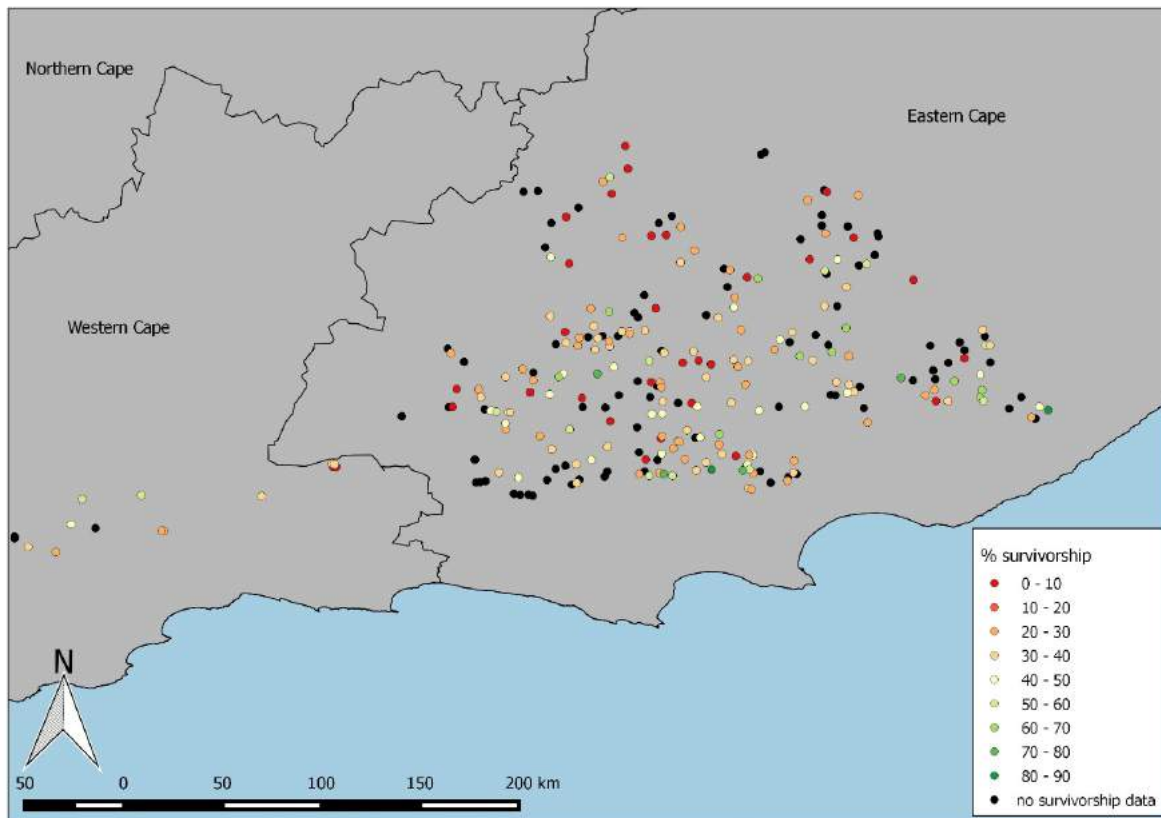 Northern Cape
Eastern Cape
Western Cape
% survivorship
0 - 10
10 - 20
20 - 30
30 - 40
40 - 50
50 - 60
60 - 70
70 - 80
80 - 90
no survivorship data
N
50 0 50 100 150 200 km